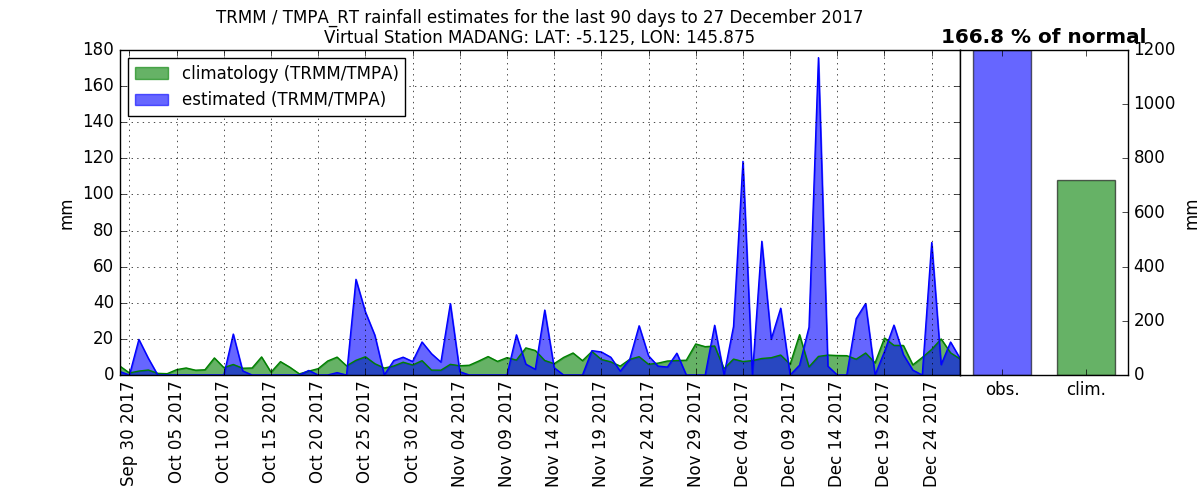 TRMM / TMPA_RT rainfall estimates for the last 90 days to 27 December 2017
Virtual Station MADANG: LAT: -5.125, LON: 145.875
166.8 % of normal
climatology (TRMM/TMPA)
estimated (TRMM/TMPA)
180
160
140
120
100
80
60
40
20
0
mm
1200
1000
800
600
400
200
0
mm
Sep 30 2017
Oct 05 2017
Oct 10 2017
Oct 15 2017
Oct 20 2017
Oct 25 2017
Oct 30 2017
Nov 04 2017
Nov 09 2017
Nov 14 2017
Nov 19 2017
Nov 24 2017
Nov 29 2017
Dec 04 2017
Dec 09 2017
Dec 14 2017
Dec 19 2017
Dec 24 2017
obs.
clim.